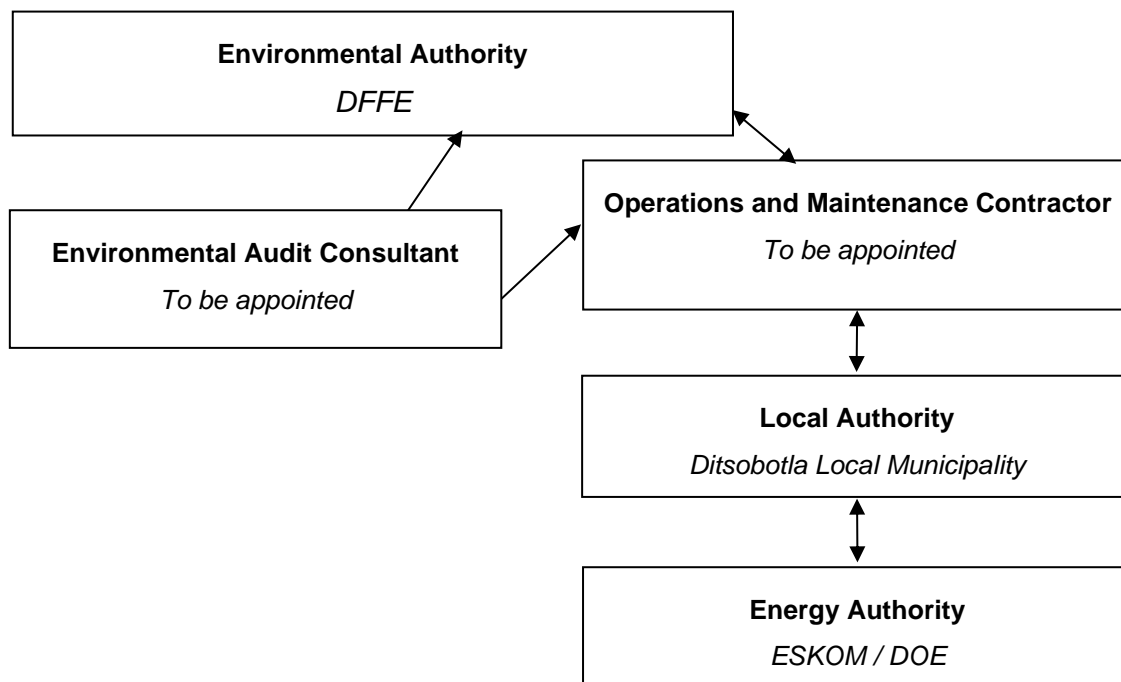 Environmental Authority
DFFE
Operations and Maintenance Contractor
To be appointed
Environmental Audit Consultant
To be appointed
Local Authority
Ditsobotla Local Municipality
Energy Authority
ESKOM / DOE